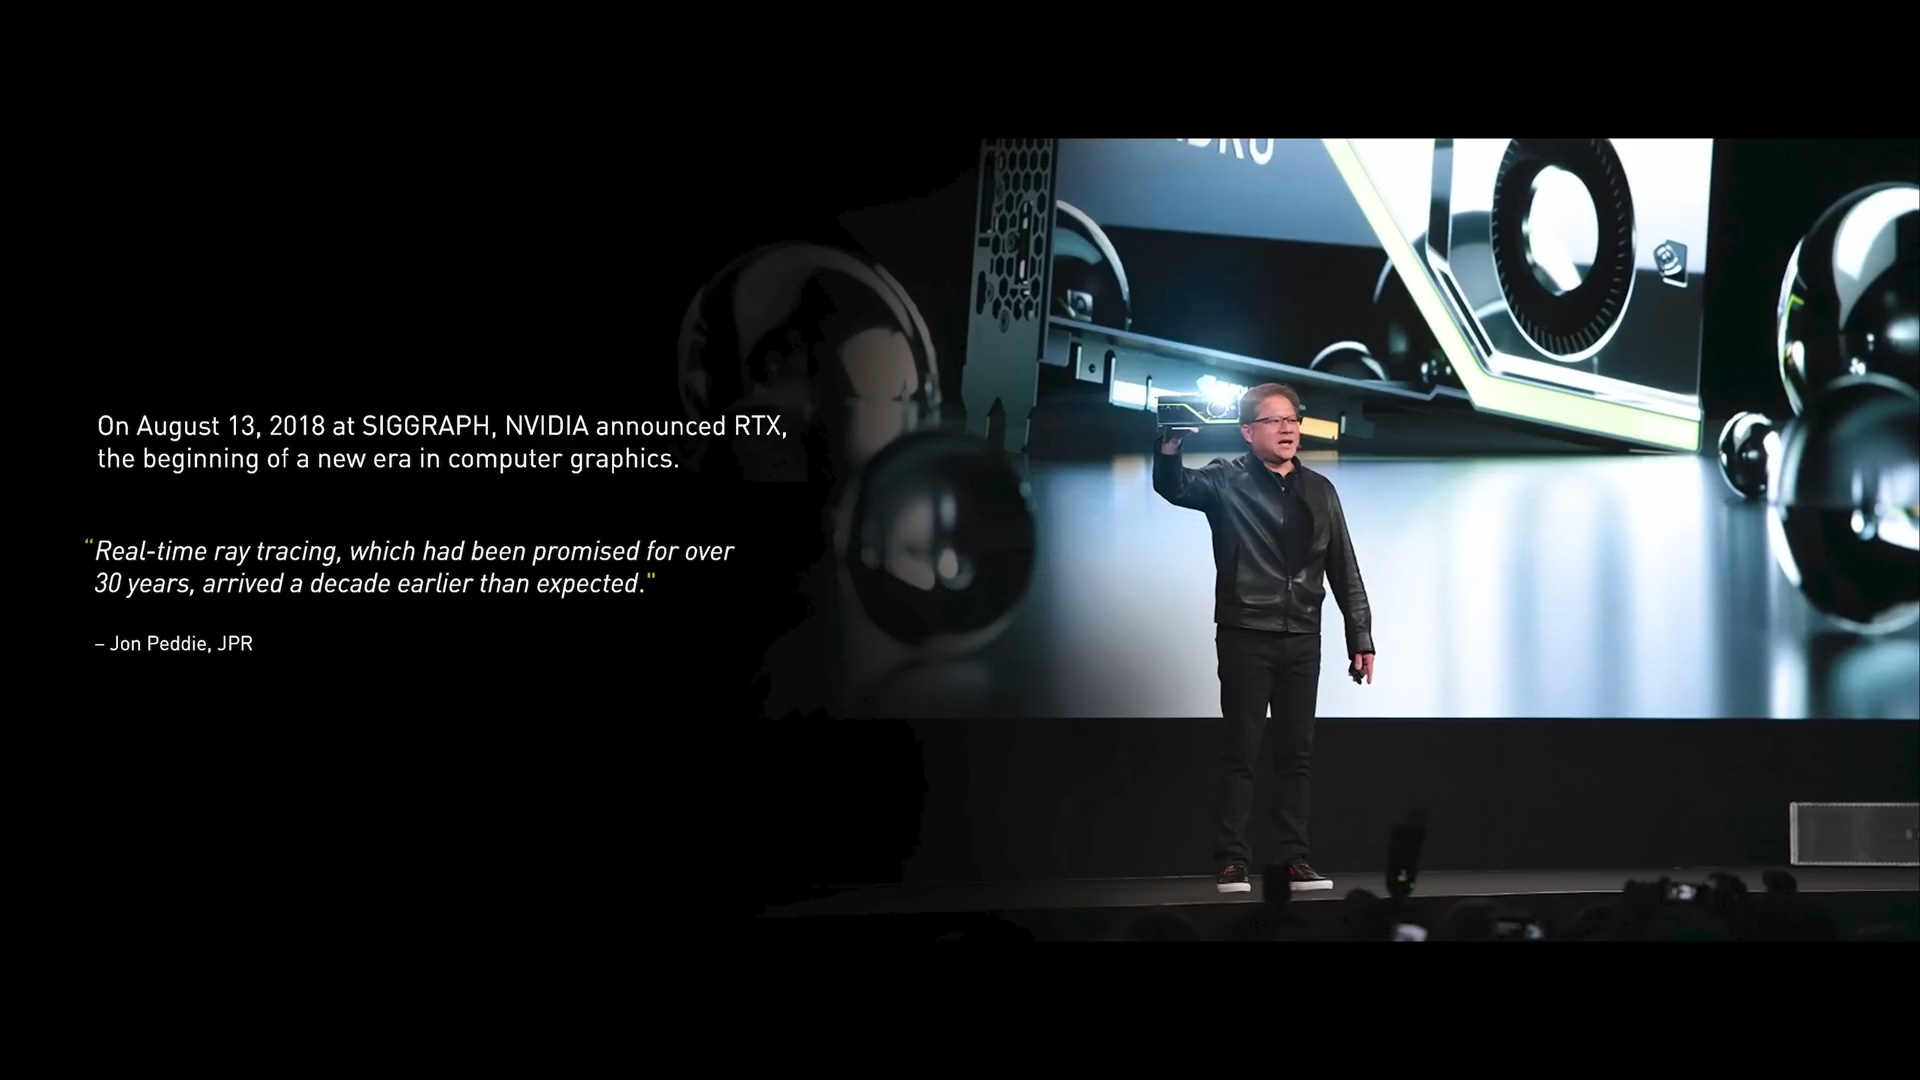 On August 13, 2018 at SIGGRAPH, NVIDIA announced RTX,
the beginning of a new era in computer graphics.
“Real-time ray tracing, which had been promised for over
30 years, arrived a decade earlier than expected."
– Jon Peddie, JPR